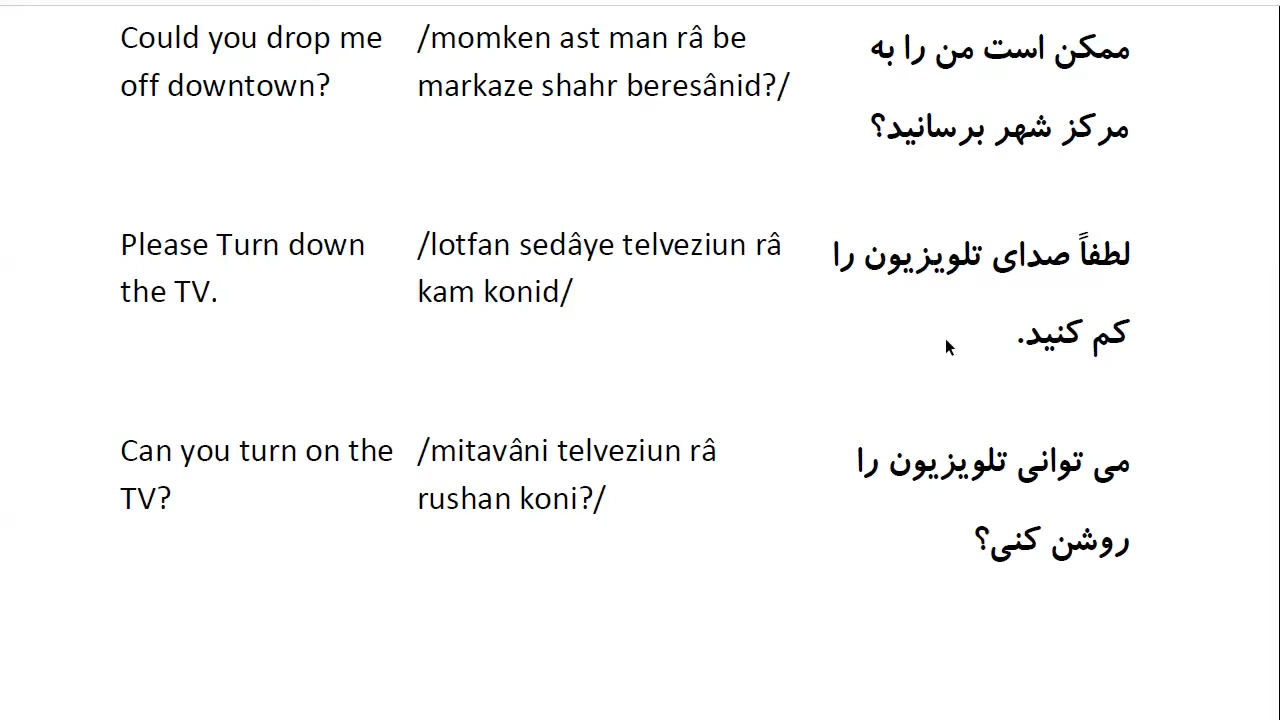 Could you drop me
off downtown?
/momken ast man râ be
markaze shahr beresânid?/
ممکن است من را به
مرکز شهر برسانید؟
Please Turn down
the TV.
/lotfan sedâye telveziun râ
kam konid/
لطفاً صدای تلویزیون را
کم کنید.
Can you turn on the
TV?
/mitavâni telveziun râ
rushan koni?/
می توانی تلویزیون را
روشن کنی؟